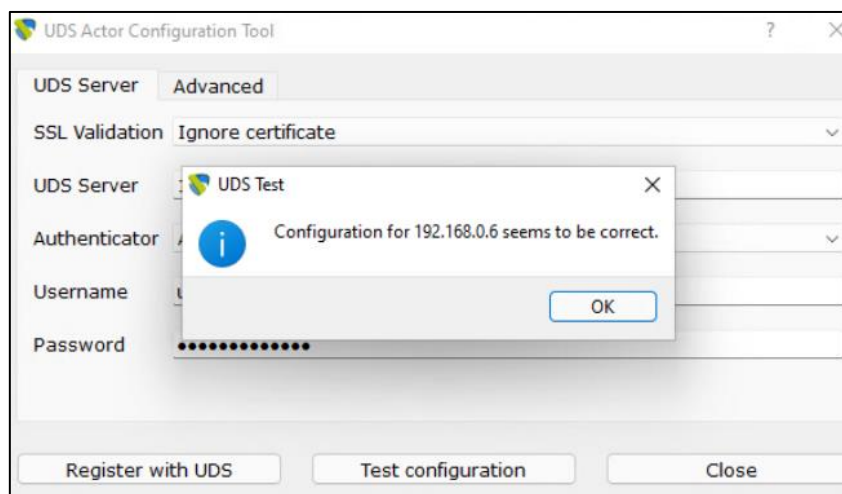 UDS Actor Configuration Tool
UDS Server Advanced
SSL Validation Ignore certificate
UDS Server
UDS Test
Configuration for 192.168.0.6 seems to be correct.
Authenticator
OK
Username
Password
Register with UDS Test configuration Close